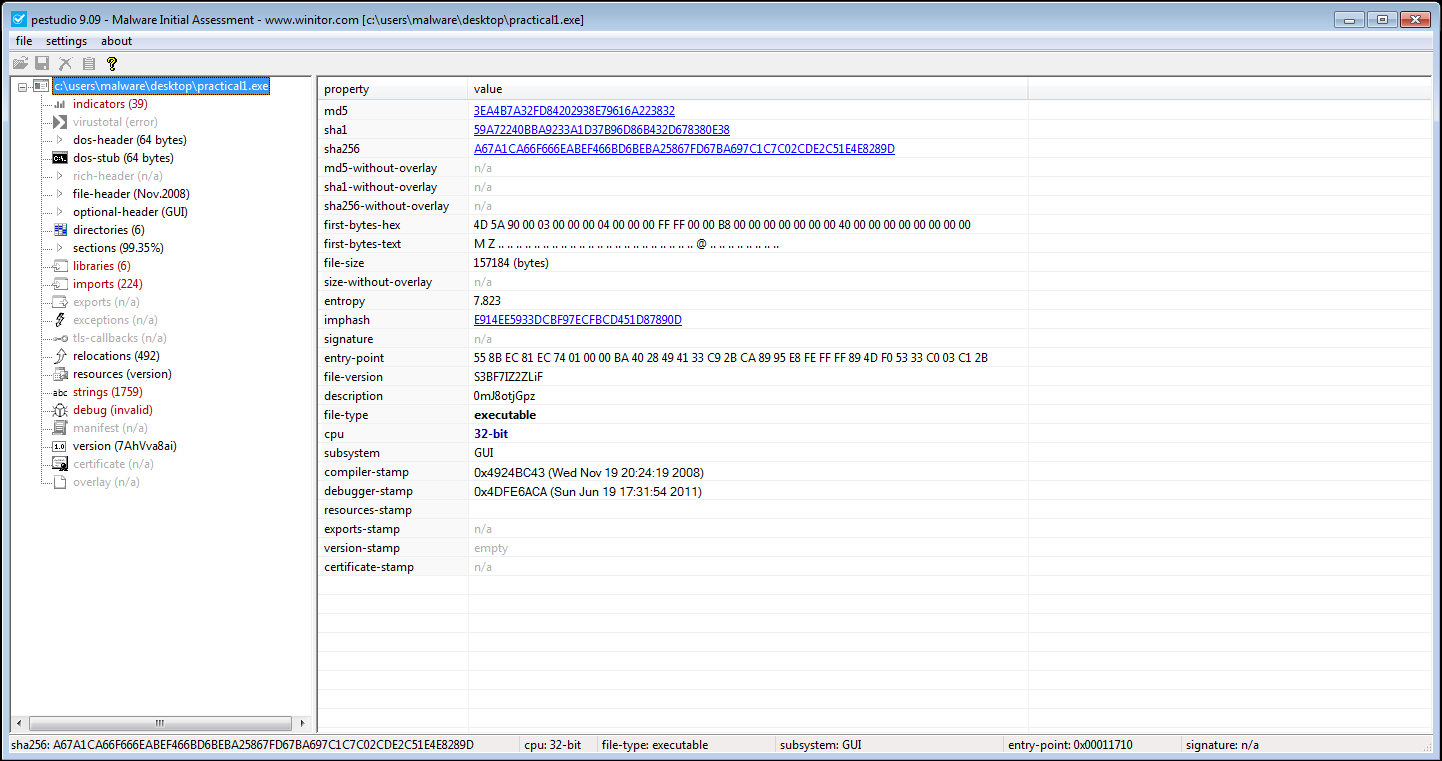 pestudio 9.09 - Malware Initial Assessment - www.winitor.com [c:\users\malware\desktop\practical1.exe]
file settings about
c:\users\malware\desktop\practical1.exe
indicators (39)
virustotal (error)
dos-header (64 bytes)
dos-stub (64 bytes)
rich-header (n/a)
file-header (Nov.2008)
optional-header (GUI)
directories (6)
sections (99.35%)
libraries (6)
imports (224)
exports (n/a)
exceptions (n/a)
tls-callbacks (n/a)
relocations (492)
resources (version)
abc strings (1759)
debug (invalid)
manifest (n/a)
1.0 version (7AhVva8ai)
certificate (n/a)
overlay (n/a)
property value
md5 3EA4B7A32FD84202938E79616A223832
sha1 59A72240BBA9233A1D37B96D86B432D678380E38
sha256 A67A1CA66F666EABEF466BD6BEBA25867FD67BA697C1C7C02CDE2C51E4E8289D
md5-without-overlay n/a
sha1-without-overlay n/a
sha256-without-overlay n/a
first-bytes-hex 4D 5A 90 00 03 00 00 00 04 00 00 00 FF FF 00 00 B8 00 00 00 00 00 00 00 40 00 00 00 00 00 00 00
first-bytes-text M Z .. .. .. .. .. .. .. .. .. .. .. .. .. .. .. .. .. .. .. .. .. .. @ .. .. .. .. .. .. ..
file-size 157184 (bytes)
size-without-overlay n/a
entropy 7.823
imphash E914EE5933DCBF97ECFBCD451D87890D
signature n/a
entry-point 55 8B EC 81 EC 74 01 00 00 BA 40 28 49 41 33 C9 2B CA 89 95 E8 FE FF FF 89 4D F0 53 33 C0 03 C1 2B
file-version S3BF7IZ2ZLiF
description 0mJ8otjGpz
file-type executable
cpu 32-bit
subsystem GUI
compiler-stamp 0x4924BC43 (Wed Nov 19 20:24:19 2008)
debugger-stamp 0x4DFE6ACA (Sun Jun 19 17:31:54 2011)
resources-stamp
exports-stamp n/a
version-stamp empty
certificate-stamp n/a
sha256: A67A1CA66F666EABEF466BD6BEBA25867FD67BA697C1C7C02CDE2C51E4E8289D cpu: 32-bit file-type: executable subsystem: GUI entry-point: 0x00011710 signature: n/a